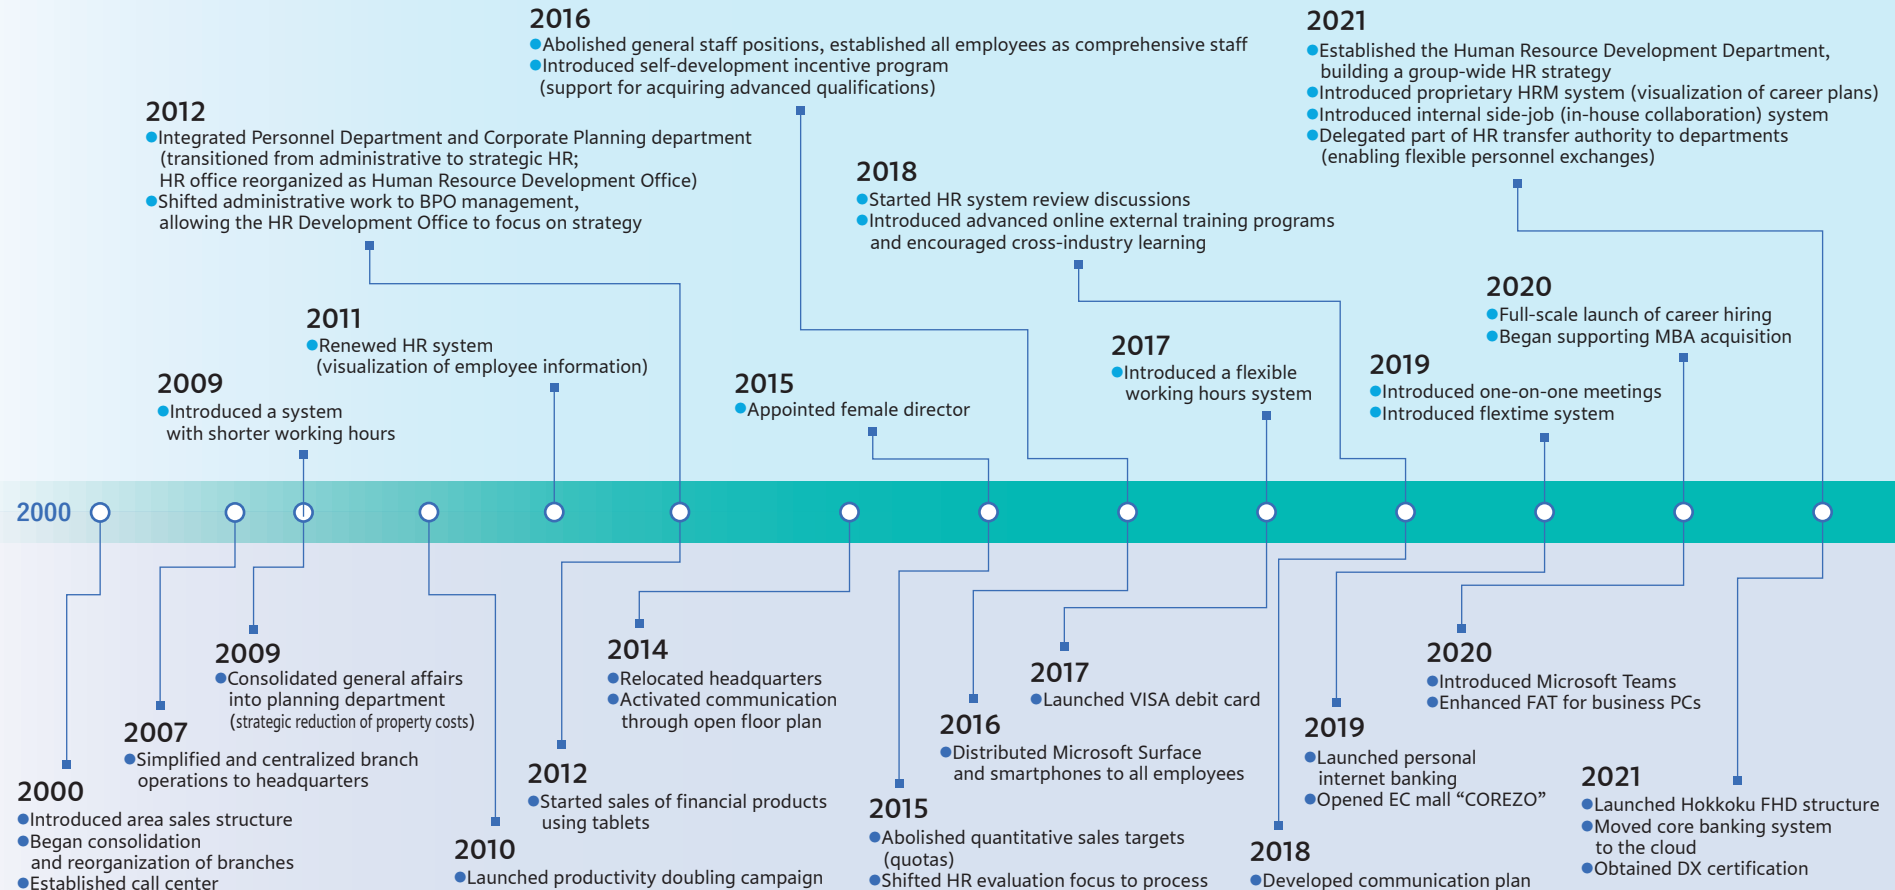 2016
●Abolished general staff positions, established all employees as comprehensive staff
●Introduced self-development incentive program
(support for acquiring advanced qualifications)
2021
●Established the Human Resource Development Department,
building a group-wide HR strategy
●Introduced proprietary HRM system (visualization of career plans)
●Introduced internal side-job (in-house collaboration) system
●Delegated part of HR transfer authority to departments
(enabling flexible personnel exchanges)
2012
●Integrated Personnel Department and Corporate Planning department
(transitioned from administrative to strategic HR;
HR office reorganized as Human Resource Development Office)
●Shifted administrative work to BPO management,
allowing the HR Development Office to focus on strategy
2018
●Started HR system review discussions
●Introduced advanced online external training programs
and encouraged cross-industry learning
2020
●Full-scale launch of career hiring
●Began supporting MBA acquisition
2011
●Renewed HR system
(visualization of employee information)
2017
●Introduced a flexible
working hours system
2019
●Introduced one-on-one meetings
●Introduced flextime system
2009
●Introduced a system
with shorter working hours
2015
●Appointed female director
2000
2009
●Consolidated general affairs
into planning department
(strategic reduction of property costs)
2014
●Relocated headquarters
●Activated communication
through open floor plan
2020
●Introduced Microsoft Teams
●Enhanced FAT for business PCs
2017
●Launched VISA debit card
2007
●Simplified and centralized branch
operations to headquarters
2016
●Distributed Microsoft Surface
and smartphones to all employees
2019
●Launched personal
internet banking
●Opened EC mall “COREZO”
2012
●Started sales of financial products
using tablets
2021
●Launched Hokkoku FHD structure
●Moved core banking system
to the cloud
●Obtained DX certification
2000
●Introduced area sales structure
●Began consolidation
and reorganization of branches
●Established call center
2015
●Abolished quantitative sales targets
(quotas)
●Shifted HR evaluation focus to process
2010
●Launched productivity doubling campaign
2018
●Developed communication plan